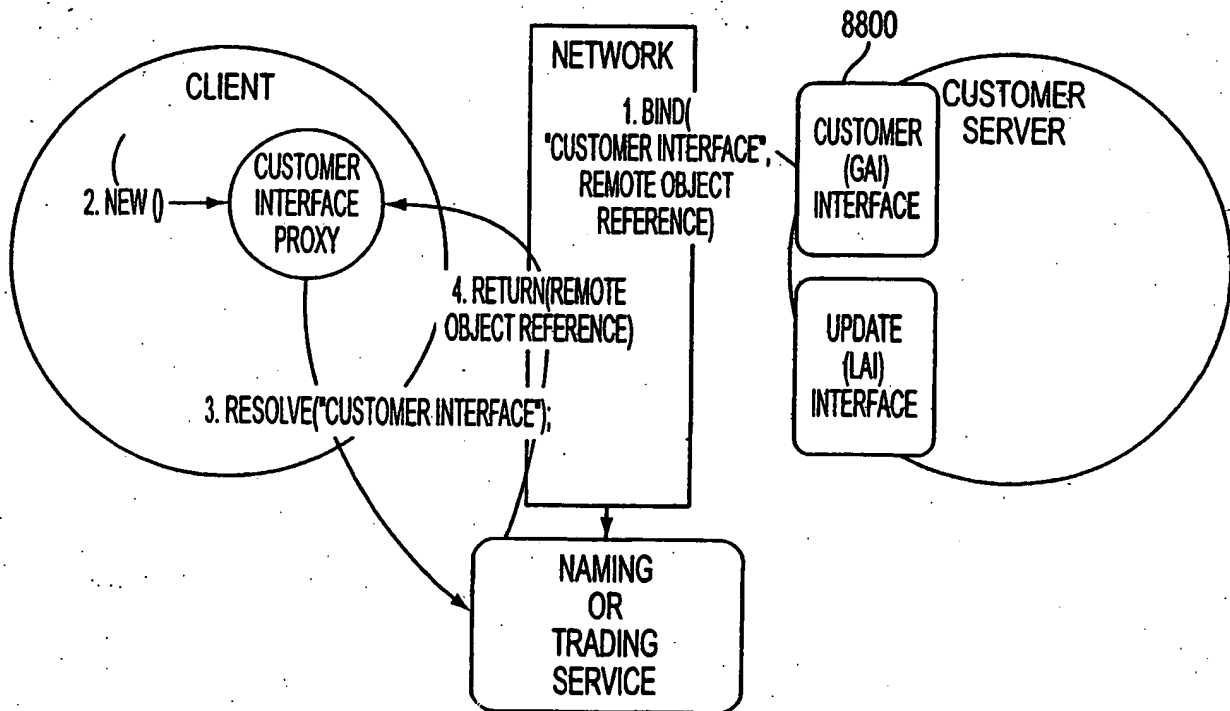 8800
NETWORK
CLIENT
CUSTOMER
SERVER
1. BIND(
"CUSTOMER INTERFACE",
REMOTE OBJECT
REFERENCE)
CUSTOMER
(GAI)
INTERFACE
CUSTOMER
INTERFACE
PROXY
2. NEW ()
4. RETURN(REMOTE
OBJECT REFERENCE)
UPDATE
(LAI)
INTERFACE
3. RESOLVE("CUSTOMER INTERFACE");
NAMING
OR
TRADING
SERVICE